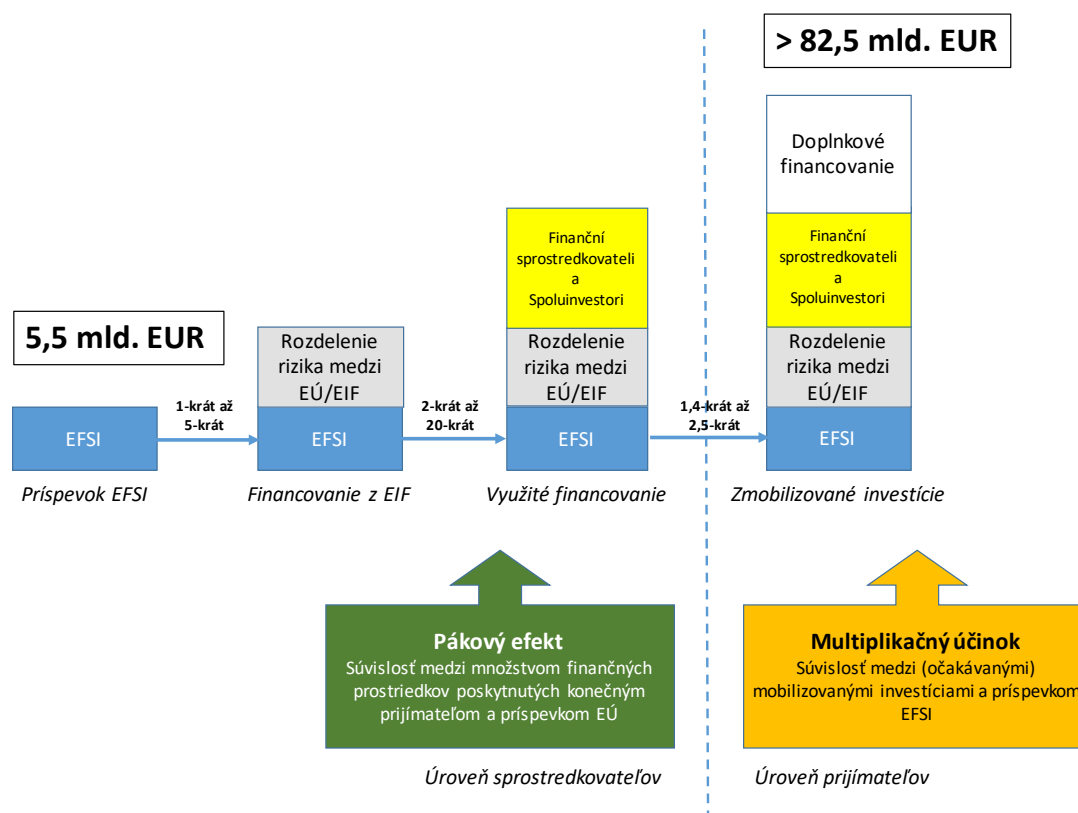 > 82,5 mld. EUR
5,5 mld. EUR
EFSI
Príspevok EFSI
1-krát až
5-krát
Rozdelenie
rizika medzi
EÚ/EIF
EFSI
Financovanie z EIF
2-krát až
20-krát
Finanční
sprostredkovateli
a
Spoluinvestori
Rozdelenie
rizika medzi
EÚ/EIF
EFSI
Využité financovanie
1,4-krát až
2,5-krát
Doplnkové
financovanie
Finanční
sprostredkovateli
a
Spoluinvestori
Rozdelenie
rizika medzi
EÚ/EIF
EFSI
Zmobilizované investície
Pákový efekt
Súvislosť medzi množstvom finančných
prostriedkov poskytnutých konečným
prijímateľom a príspevkom EÚ
Úroveň sprostredkovateľov
Multiplikačný účinok
Súvislosť medzi (očakávanými)
mobilizovanými investíciami a príspevkom
EFSI
Úroveň prijímateľov